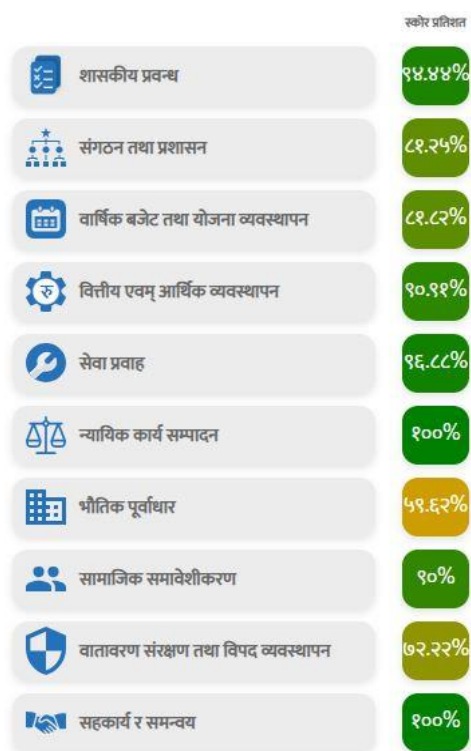 स्कोर प्रतिशत
शासकीय प्रवन्ध ९४.४४%
संगठन तथा प्रशासन ८१.२५%
वार्षिक बजेट तथा योजना व्यवस्थापन ८१.८२%
वित्तीय एवम् आर्थिक व्यवस्थापन ९०.९१%
सेवा प्रवाह ९६.८८%
न्यायिक कार्य सम्पादन १००%
भौतिक पूर्वाधार ५९.६२%
सामाजिक समावेशीकरण ९०%
वातावरण संरक्षण तथा विपद व्यवस्थापन ७२.२२%
सहकार्य र समन्वय १००%